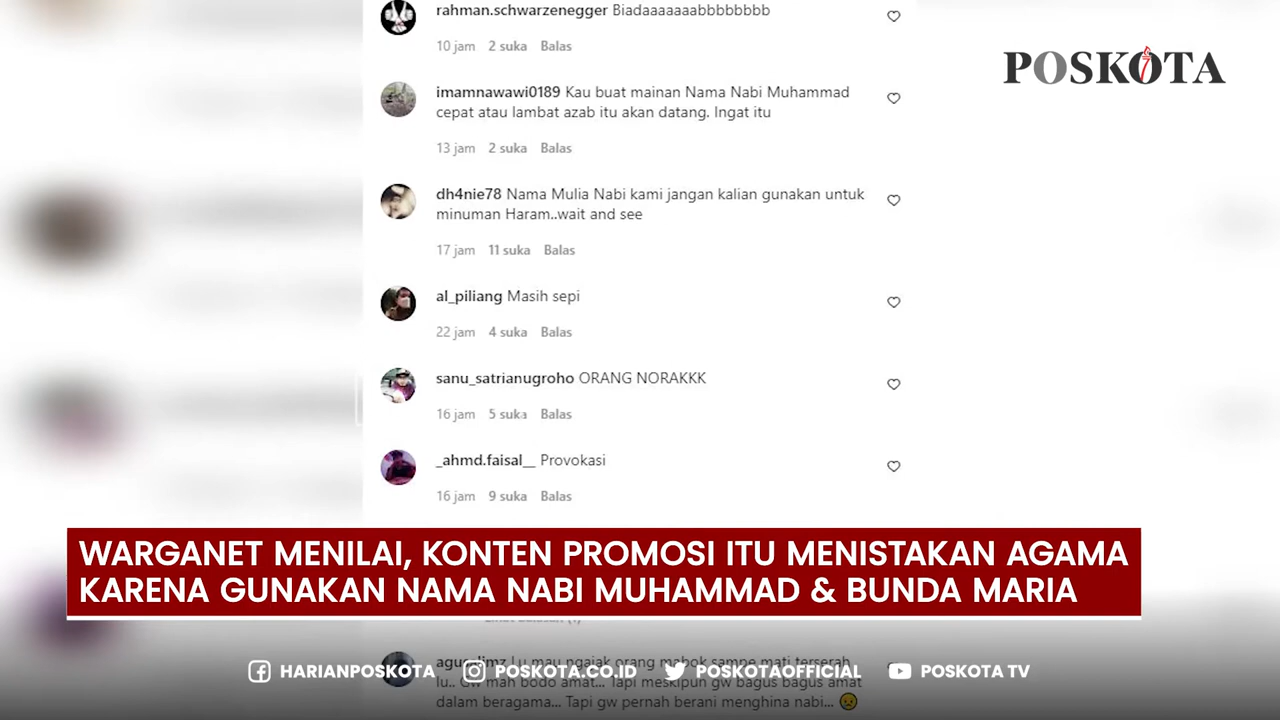 rahman.schwarzenegger Biadaaaaaaabbbbbbbb
10 jam 2 suka Balas
POSKOTA
imamnawawi0189 Kau buat mainan Nama Nabi Muhammad
cepat atau lambat azab itu akan datang. Ingat itu
13 jam 2 suka Balas
dh4nie78 Nama Mulia Nabi kami jangan kalian gunakan untuk
minuman Haram..wait and see
17 jam 11 suka Balas
al_piliang Masih sepi
22 jam 4 suka Balas
sanu_satrianugroho ORANG NORAKKK
16 jam 5 suka Balas
_ahmd.faisal__ Provokasi
16 jam 9 suka Balas
WARGANET MENILAI, KONTEN PROMOSI ITU MENISTAKAN AGAMA
KARENA GUNAKAN NAMA NABI MUHAMMAD & BUNDA MARIA
Lu mau ngajak orang mabok sampe mati terserah
HARIANPOSKOTA POSKOTA.CO.ID POSKOTAOFFICIAL POSKOTA TV
lu.. Gw mah bodo amat... Tapi meskipun gw bagus bagus amat
dalam beragama... Tapi gw pernah berani menghina nabi... 😢